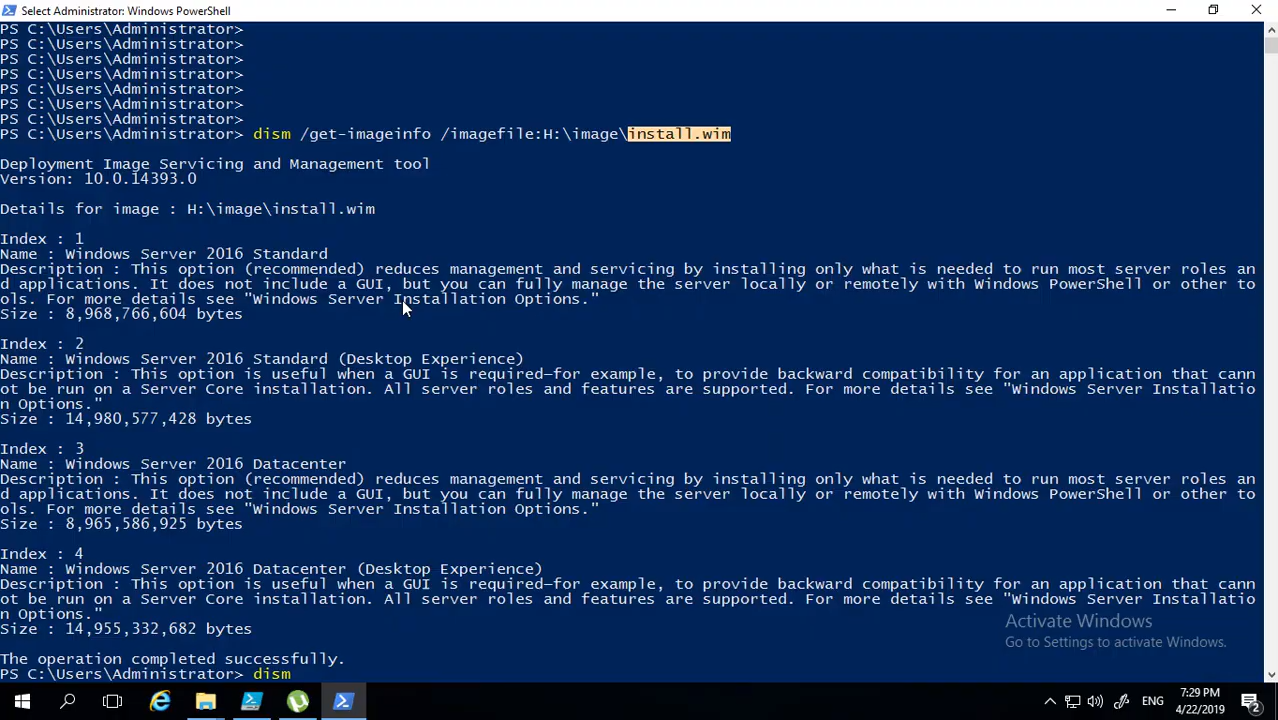 Select Administrator: Windows PowerShell
PS C:\Users\Administrator>
PS C:\Users\Administrator>
PS C:\Users\Administrator>
PS C:\Users\Administrator>
PS C:\Users\Administrator>
PS C:\Users\Administrator>
PS C:\Users\Administrator>
PS C:\Users\Administrator> dism /get-imageinfo /imagefile:H:\image\install.wim
Deployment Image Servicing and Management tool
Version: 10.0.14393.0
Details for image : H:\image\install.wim
Index : 1
Name : Windows Server 2016 Standard
Description : This option (recommended) reduces management and servicing by installing only what is needed to run most server roles an
d applications. It does not include a GUI, but you can fully manage the server locally or remotely with Windows PowerShell or other to
ols. For more details see "Windows Server Installation Options."
Size : 8,968,766,604 bytes
Index : 2
Name : Windows Server 2016 Standard (Desktop Experience)
Description : This option is useful when a GUI is required—for example, to provide backward compatibility for an application that cann
ot be run on a Server Core installation. All server roles and features are supported. For more details see "Windows Server Installatio
n Options."
Size : 14,980,577,428 bytes
Index : 3
Name : Windows Server 2016 Datacenter
Description : This option (recommended) reduces management and servicing by installing only what is needed to run most server roles an
d applications. It does not include a GUI, but you can fully manage the server locally or remotely with Windows PowerShell or other to
ols. For more details see "Windows Server Installation Options."
Size : 8,965,586,925 bytes
Index : 4
Name : Windows Server 2016 Datacenter (Desktop Experience)
Description : This option is useful when a GUI is required—for example, to provide backward compatibility for an application that cann
ot be run on a Server Core installation. All server roles and features are supported. For more details see "Windows Server Installatio
n Options."
Size : 14,955,332,682 bytes
The operation completed successfully.
PS C:\Users\Administrator> dism
Activate Windows
Go to Settings to activate Windows.
ENG
7:29 PM
4/22/2019
2